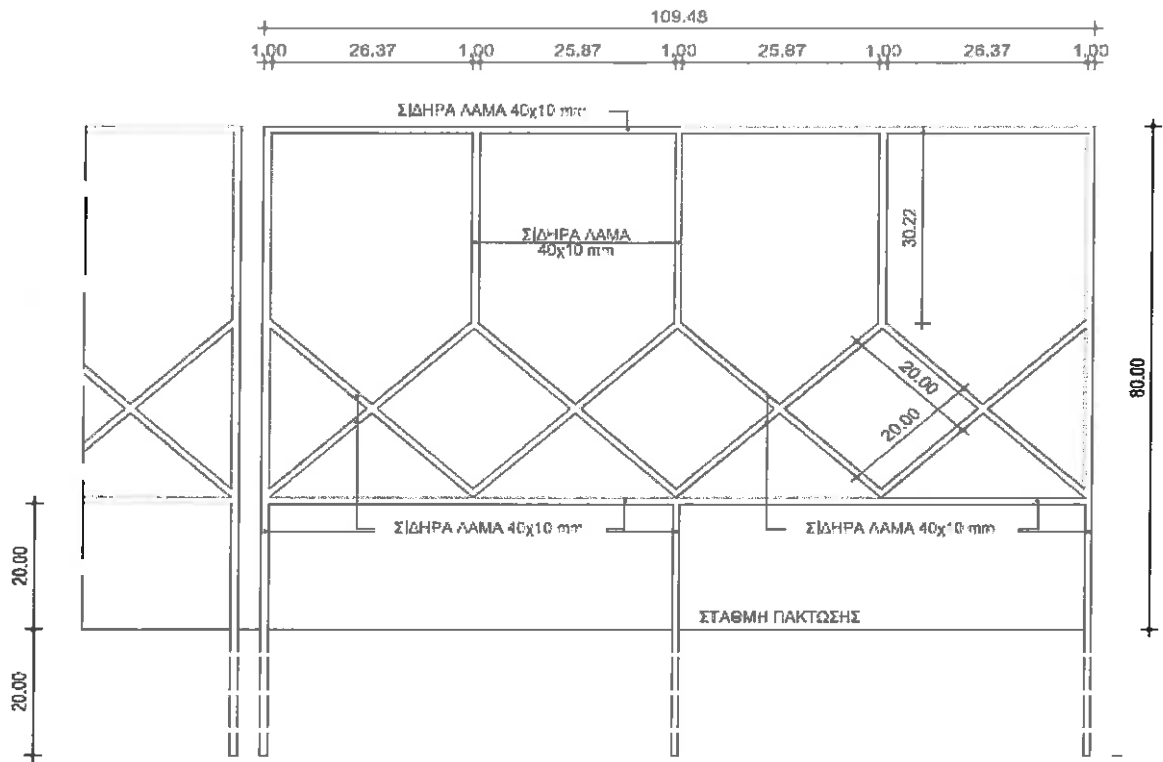 109.48
1,00 26.37 1,00 25.87 1,00 25.87 1,00 26.37 1,00
ΣΙΔΗΡΑ ΛΑΜΑ 40x10 mm
ΣΙΔΗΡΑ ΛΑΜΑ
40x10 mm
30.22
20.00
20.00
80.00
ΣΙΔΗΡΑ ΛΑΜΑ 40x10 mm
ΣΙΔΗΡΑ ΛΑΜΑ 40x10 mm
20.00
ΣΤΑΘΜΗ ΠΑΚΤΩΣΗΣ
20.00